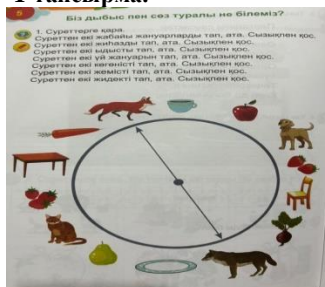 1 тапсырма.
5
Біз дыбыс пен сөз туралы не білеміз?
1. Суреттерге қара.
Суреттен екі жабайы жануарларды тап, ата. Сызықпен қос.
Суреттен екі жиһазды тап, ата. Сызықпен қос.
Суреттен екі ыдысты тап, ата. Сызықпен қос.
Суреттен екі үй жануарын тап, ата. Сызықпен қос.
Суреттен екі көкөністі тап, ата. Сызықпен қос.
Суреттен екі жемісті тап, ата. Сызықпен қос.
Суреттен екі жидекті тап, ата. Сызықпен қос.